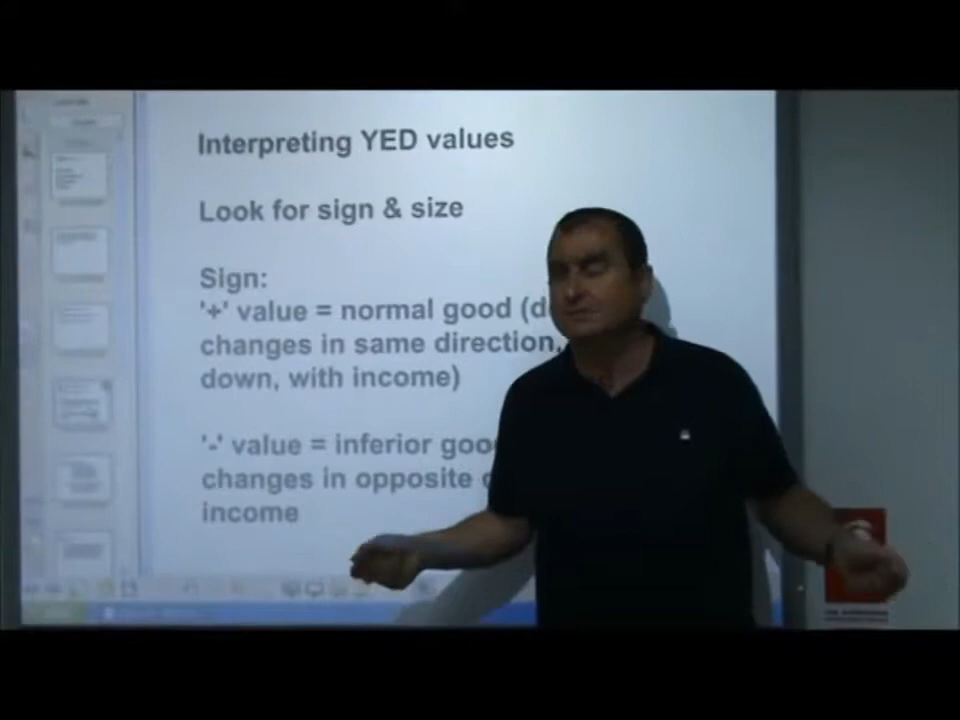 Interpreting YED values
Look for sign & size
Sign:
'+' value = normal good
changes in same direction,
down, with income)
'-' value = inferior
changes in opposite
income